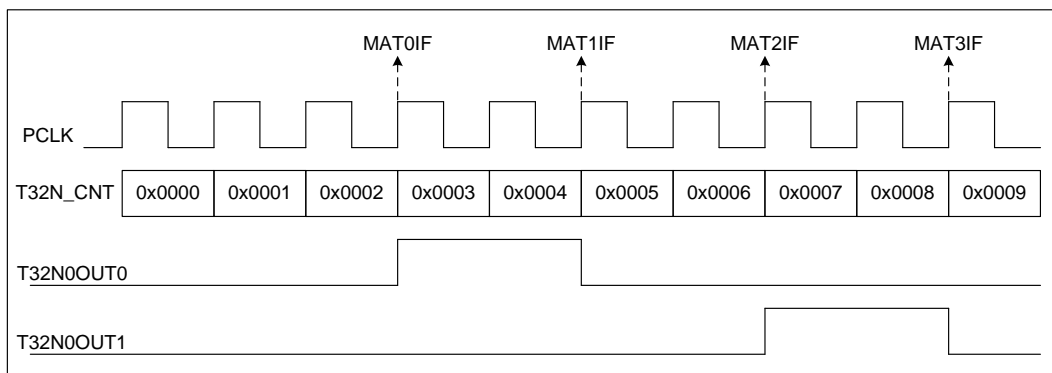 MAT0IF MAT1IF MAT2IF MAT3IF
PCLK
T32N_CNT 0x0000 0x0001 0x0002 0x0003 0x0004 0x0005 0x0006 0x0007 0x0008 0x0009
T32N0OUT0
T32N0OUT1